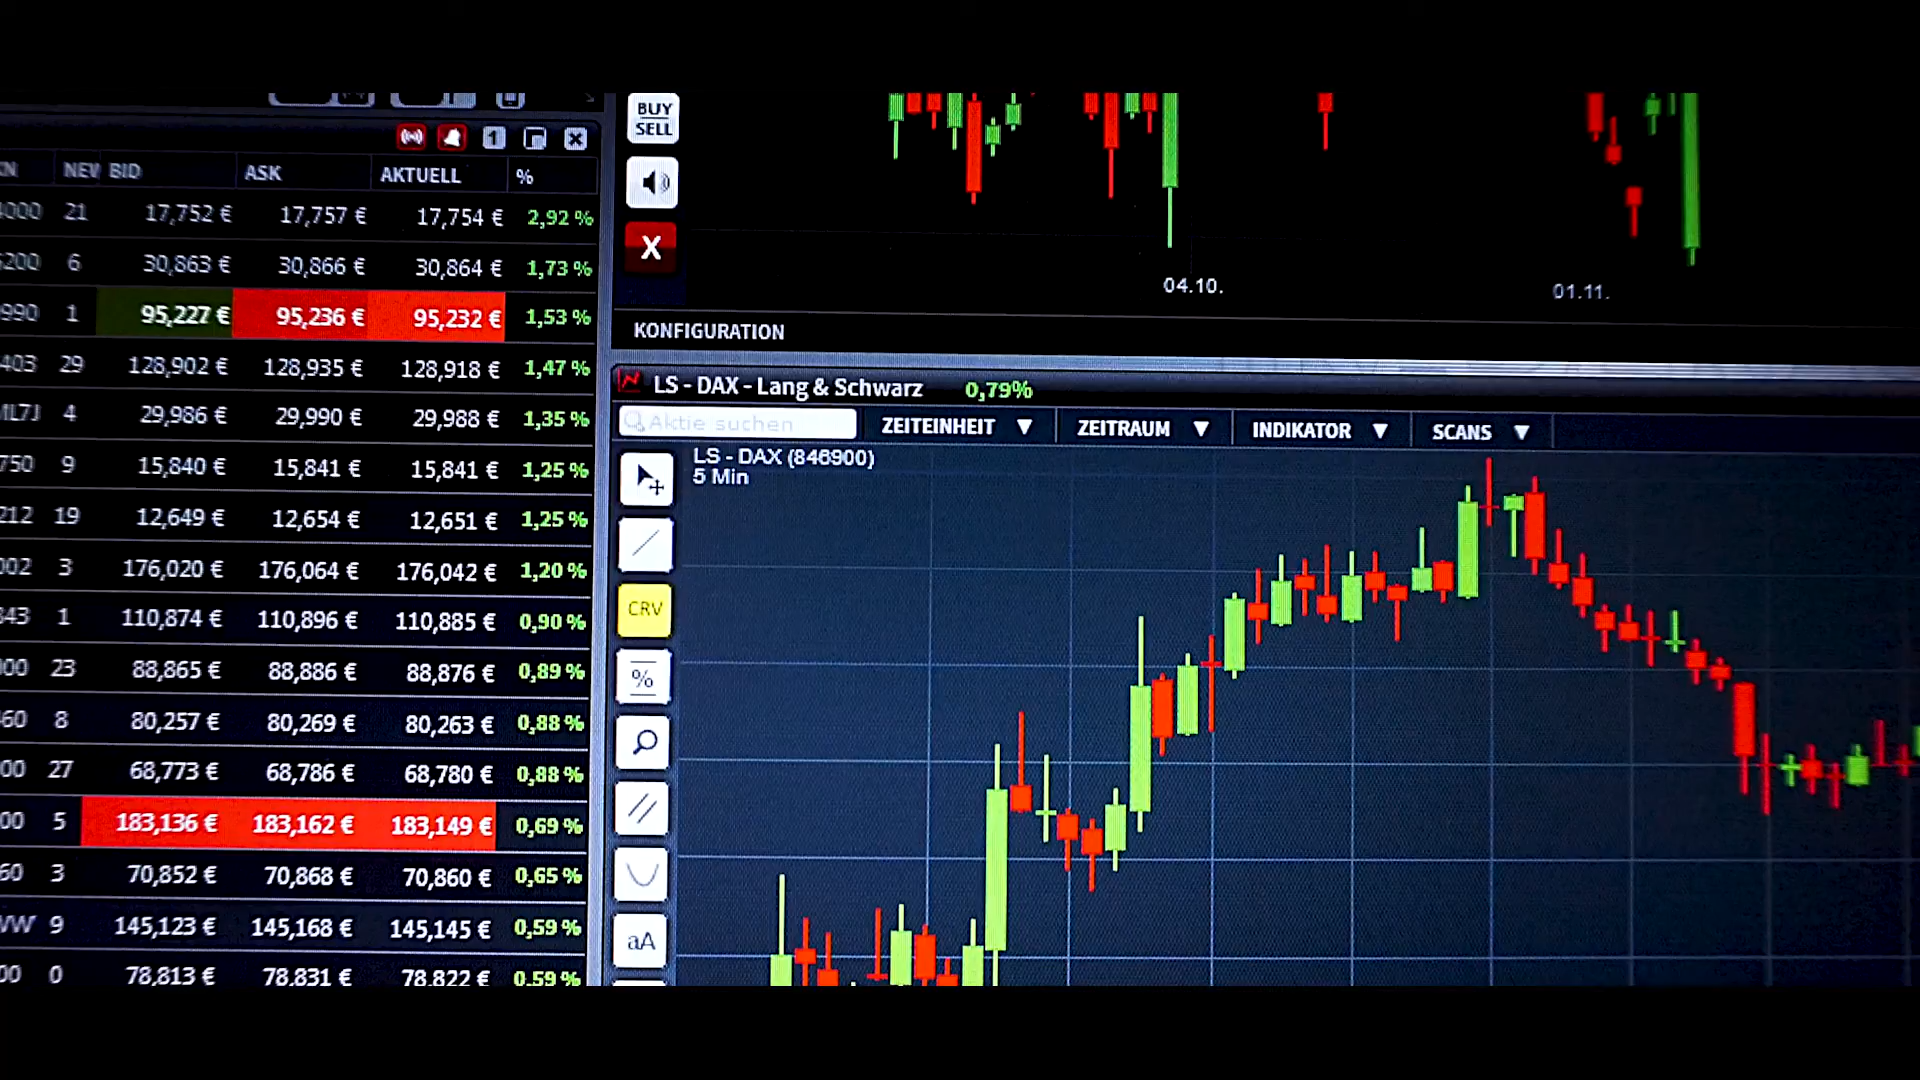 NEW BID ASK AKTUELL %
4000 21 17,752 € 17,757 € 17,754 € 2,92 %
5200 6 30,863 € 30,866 € 30,864 € 1,73 %
990 1 95,227 € 95,236 € 95,232 € 1,53 %
403 29 128,902 € 128,935 € 128,918 € 1,47 %
ML7J 4 29,986 € 29,990 € 29,988 € 1,35 %
750 9 15,840 € 15,841 € 15,841 € 1,25 %
212 19 12,649 € 12,654 € 12,651 € 1,25 %
002 3 176,020 € 176,064 € 176,042 € 1,20 %
843 1 110,874 € 110,896 € 110,885 € 0,90 %
00 23 88,865 € 88,886 € 88,876 € 0,89 %
60 8 80,257 € 80,269 € 80,263 € 0,88 %
00 27 68,773 € 68,786 € 68,780 € 0,88 %
00 5 183,136 € 183,162 € 183,149 € 0,69 %
60 3 70,852 € 70,868 € 70,860 € 0,65 %
9 145,123 € 145,168 € 145,145 € 0,59 %
00 0 78,813 € 78,831 € 78,822 € 0,59 %
1
BUY
SELL
X
04.10. 01.11.
KONFIGURATION
LS - DAX - Lang & Schwarz 0,79%
Aktie suchen ZEITEINHEIT ▼ ZEITRAUM ▼ INDIKATOR ▼ SCANS ▼
LS - DAX (846900)
5 Min
CRV
%
aA